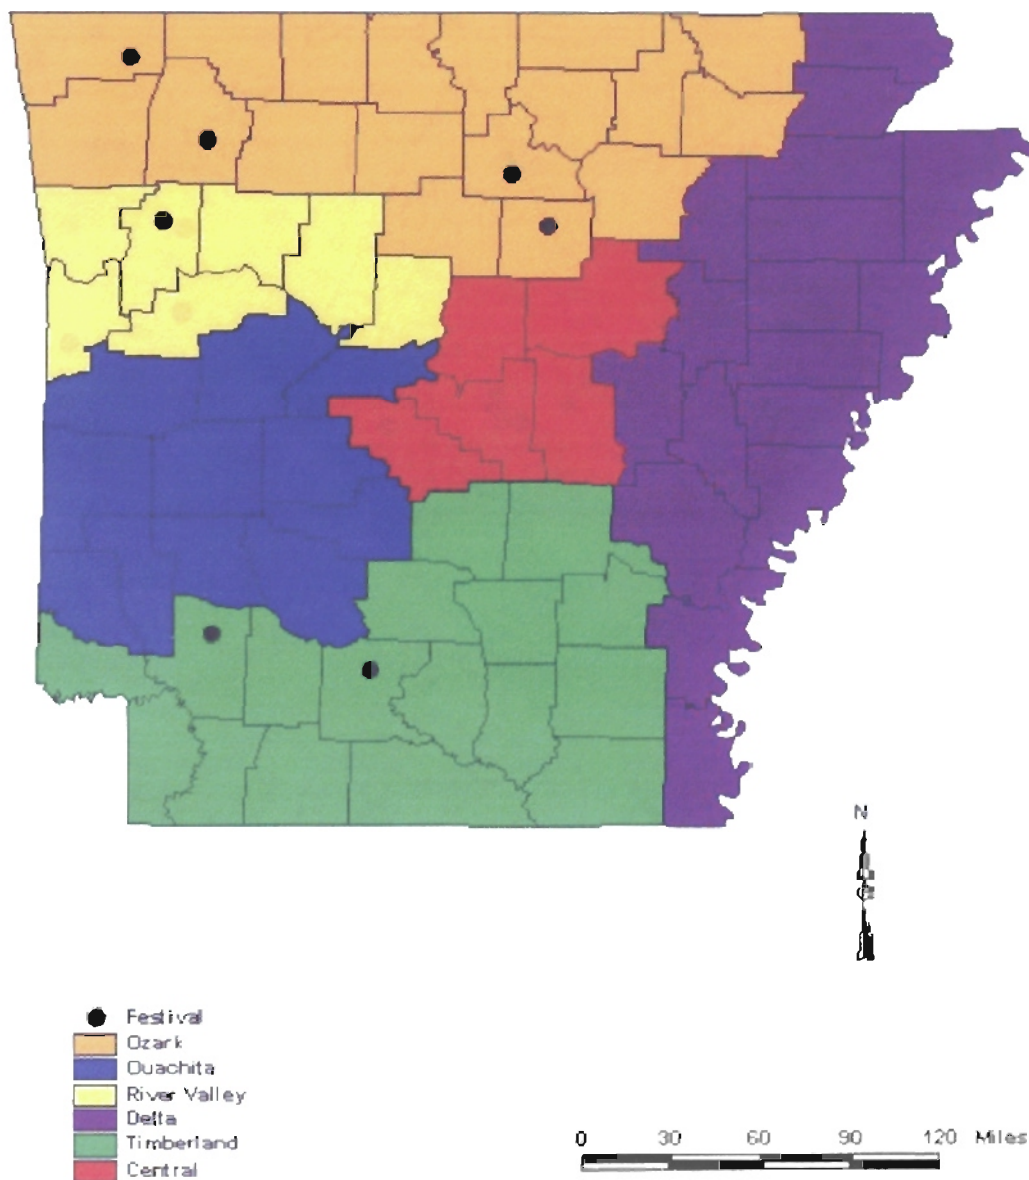 N
Festival
Ozark
Ouachita
River Valley
Delta
Timberland
Central
0 30 60 90 120 Miles